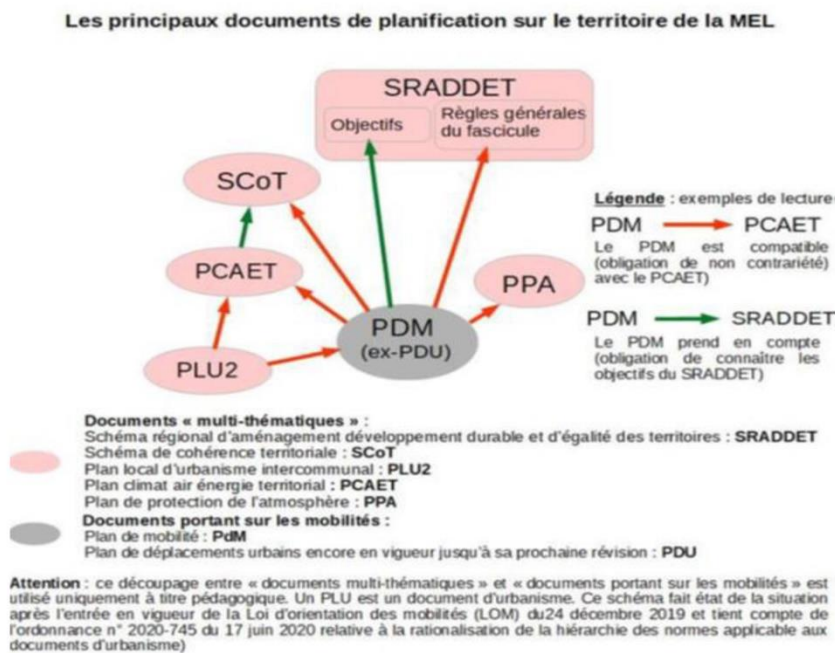 Les principaux documents de planification sur le territoire de la MEL
SRADDET
Objectifs
Règles générales
du fascicule
SCoT
PCAET
PLU2
PDM
(ex-PDU)
PPA
Légende : exemples de lecture
PDM PCAET
Le PDM est compatible
(obligation de non contrariété)
avec le PCAET)
PDM SRADDET
Le PDM prend en compte
(obligation de connaître les
objectifs du SRADDET)
Documents « multi-thématiques » :
Schéma régional d'aménagement développement durable et d'égalité des territoires : SRADDET
Schéma de cohérence territoriale : SCoT
Plan local d'urbanisme intercommunal : PLU2
Plan climat air énergie territorial : PCAET
Plan de protection de l'atmosphère : PPA
Documents portant sur les mobilités :
Plan de mobilité : PdM
Plan de déplacements urbains encore en vigueur jusqu'à sa prochaine révision : PDU
Attention : ce découpage entre « documents multi-thématiques » et « documents portant sur les mobilités » est
utilisé uniquement à titre pédagogique. Un PLU est un document d'urbanisme. Ce schéma fait état de la situation
après l'entrée en vigueur de la Loi d'orientation des mobilités (LOM) du24 décembre 2019 et tient compte de
l'ordonnance n° 2020-745 du 17 juin 2020 relative à la rationalisation de la hiérarchie des normes applicable aux
documents d'urbanisme)